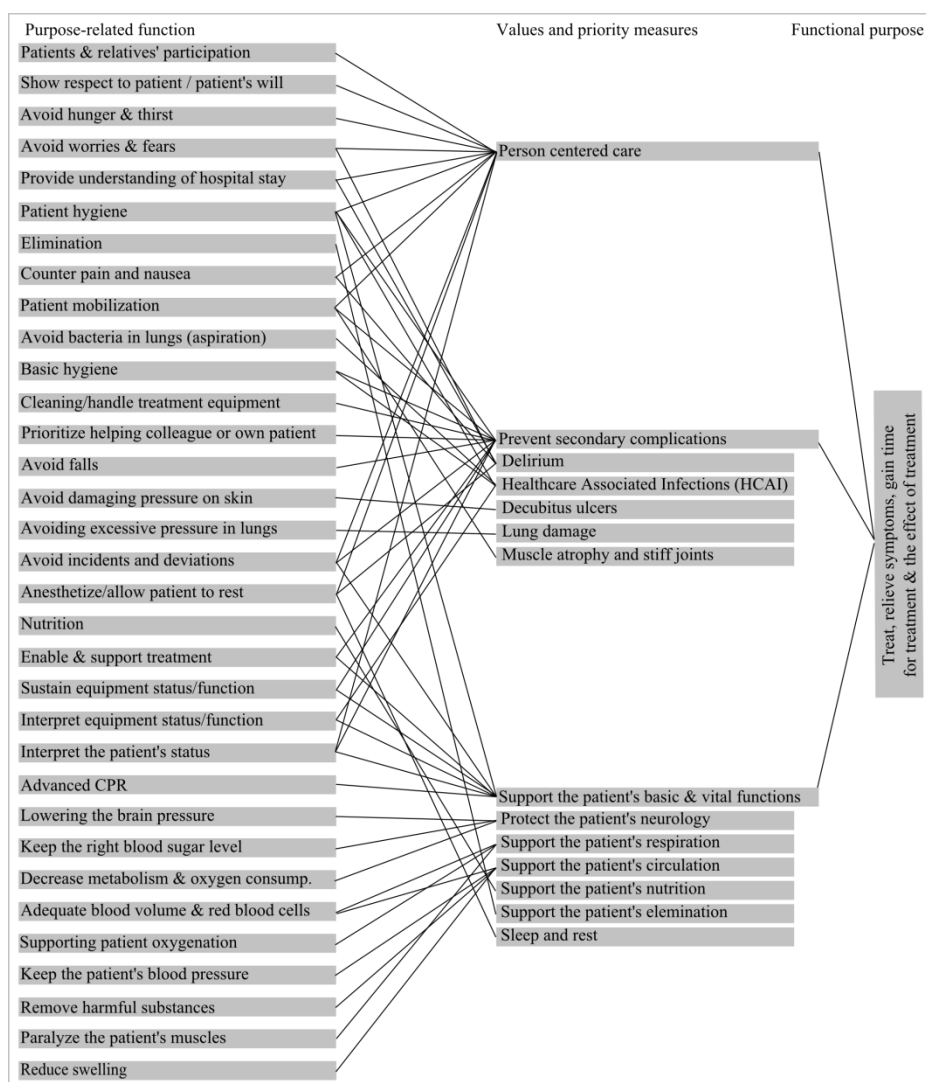 Purpose-related function
Values and priority measures
Functional purpose
Patients & relatives' participation
Show respect to patient / patient's will
Avoid hunger & thirst
Avoid worries & fears
Provide understanding of hospital stay
Patient hygiene
Elimination
Counter pain and nausea
Patient mobilization
Avoid bacteria in lungs (aspiration)
Basic hygiene
Cleaning/handle treatment equipment
Prioritize helping colleague or own patient
Avoid falls
Avoid damaging pressure on skin
Avoiding excessive pressure in lungs
Avoid incidents and deviations
Anesthetize/allow patient to rest
Nutrition
Enable & support treatment
Sustain equipment status/function
Interpret equipment status/function
Interpret the patient's status
Advanced CPR
Lowering the brain pressure
Keep the right blood sugar level
Decrease metabolism & oxygen consump.
Adequate blood volume & red blood cells
Supporting patient oxygenation
Keep the patient's blood pressure
Remove harmful substances
Paralyze the patient's muscles
Reduce swelling
Person centered care
Prevent secondary complications
Delirium
Healthcare Associated Infections (HCAI)
Decubitus ulcers
Lung damage
Muscle atrophy and stiff joints
Support the patient's basic & vital functions
Protect the patient's neurology
Support the patient's respiration
Support the patient's circulation
Support the patient's nutrition
Support the patient's elemination
Sleep and rest
Treat, relieve symptoms, gain time
for treatment & the effect of treatment